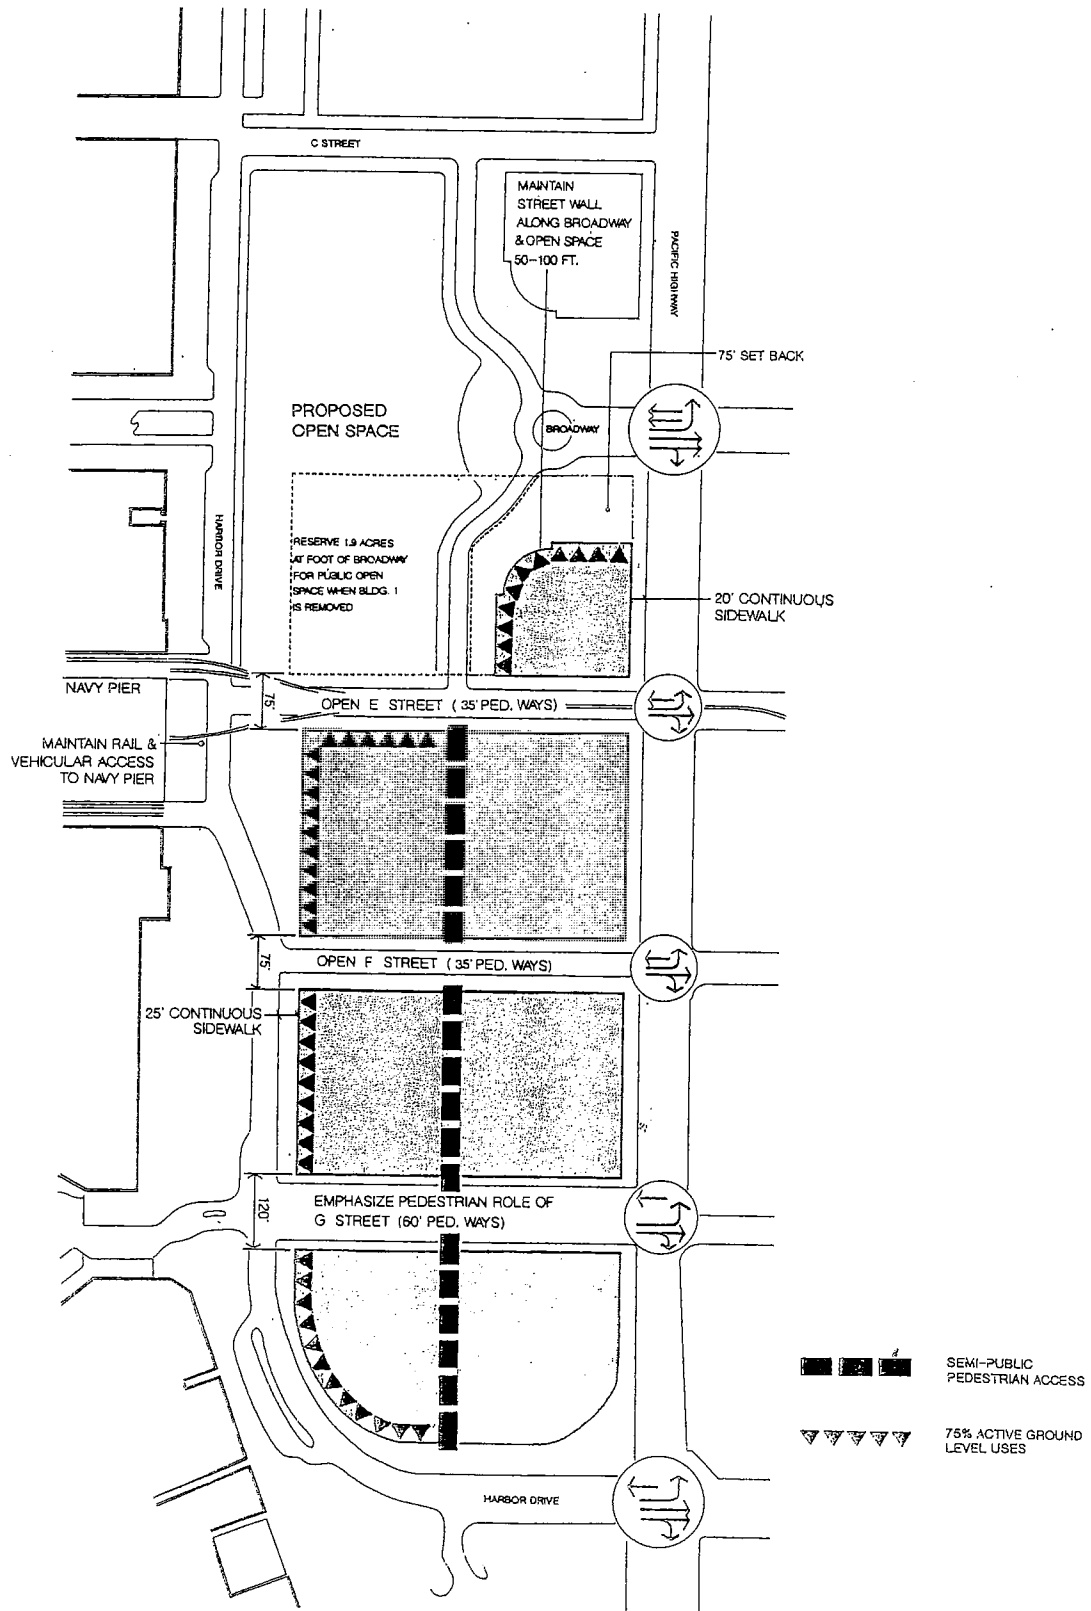 C STREET
MAINTAIN
STREET WALL
ALONG BROADWAY
& OPEN SPACE
50-100 FT.
PACIFIC HIGHWAY
75' SET BACK
PROPOSED
OPEN SPACE
BROADWAY
HARBOR DRIVE
RESERVE 1.9 ACRES
AT FOOT OF BROADWAY
FOR PUBLIC OPEN
SPACE WHEN BLDG. 1
IS REMOVED
20' CONTINUOUS
SIDEWALK
NAVY PIER
75'
OPEN E STREET (35' PED. WAYS)
MAINTAIN RAIL &
VEHICULAR ACCESS
TO NAVY PIER
75'
OPEN F STREET (35' PED. WAYS)
25' CONTINUOUS
SIDEWALK
120'
EMPHASIZE PEDESTRIAN ROLE OF
G STREET (60' PED. WAYS)
SEMI-PUBLIC
PEDESTRIAN ACCESS
75% ACTIVE GROUND
LEVEL USES
HARBOR DRIVE